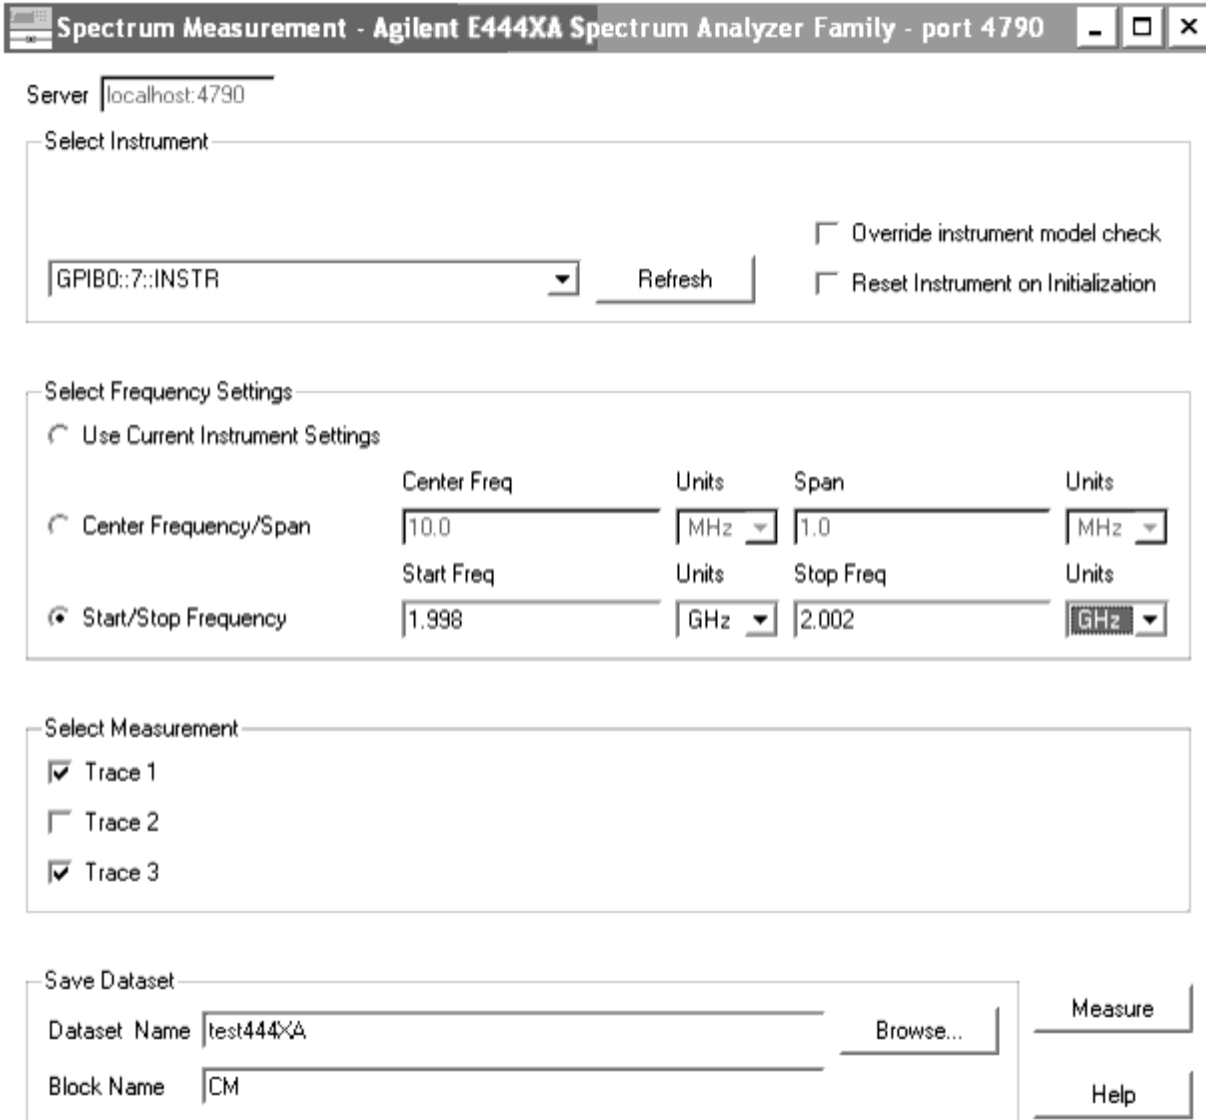 Spectrum Measurement - Agilent E444XA Spectrum Analyzer Family - port 4790
Server localhost:4790
Select Instrument
Override instrument model check
GPIB0::7::INSTR Refresh Reset Instrument on Initialization
Select Frequency Settings
Use Current Instrument Settings
Center Freq Units Span Units
Center Frequency/Span 10.0 MHz 1.0 MHz
Start Freq Units Stop Freq Units
Start/Stop Frequency 1.998 GHz 2.002 GHz
Select Measurement
Trace 1
Trace 2
Trace 3
Save Dataset
Measure
Dataset Name test444XA Browse...
Block Name CM
Help